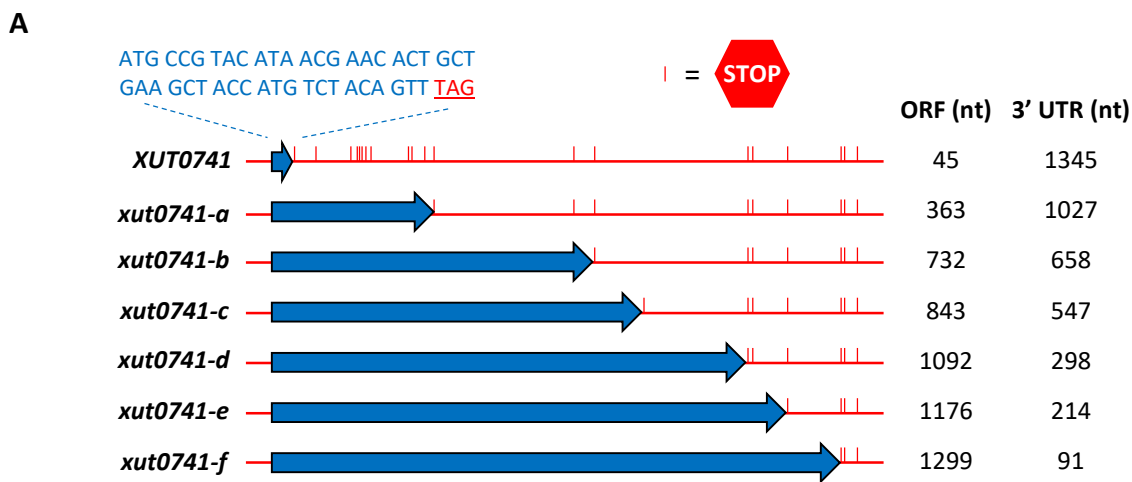 A
ATG CCG TAC ATA ACG AAC ACT GCT
GAA GCT ACC ATG TCT ACA GTT TAG
| = STOP
ORF (nt) 3' UTR (nt)
XUT0741 45 1345
xut0741-a 363 1027
xut0741-b 732 658
xut0741-c 843 547
xut0741-d 1092 298
xut0741-e 1176 214
xut0741-f 1299 91